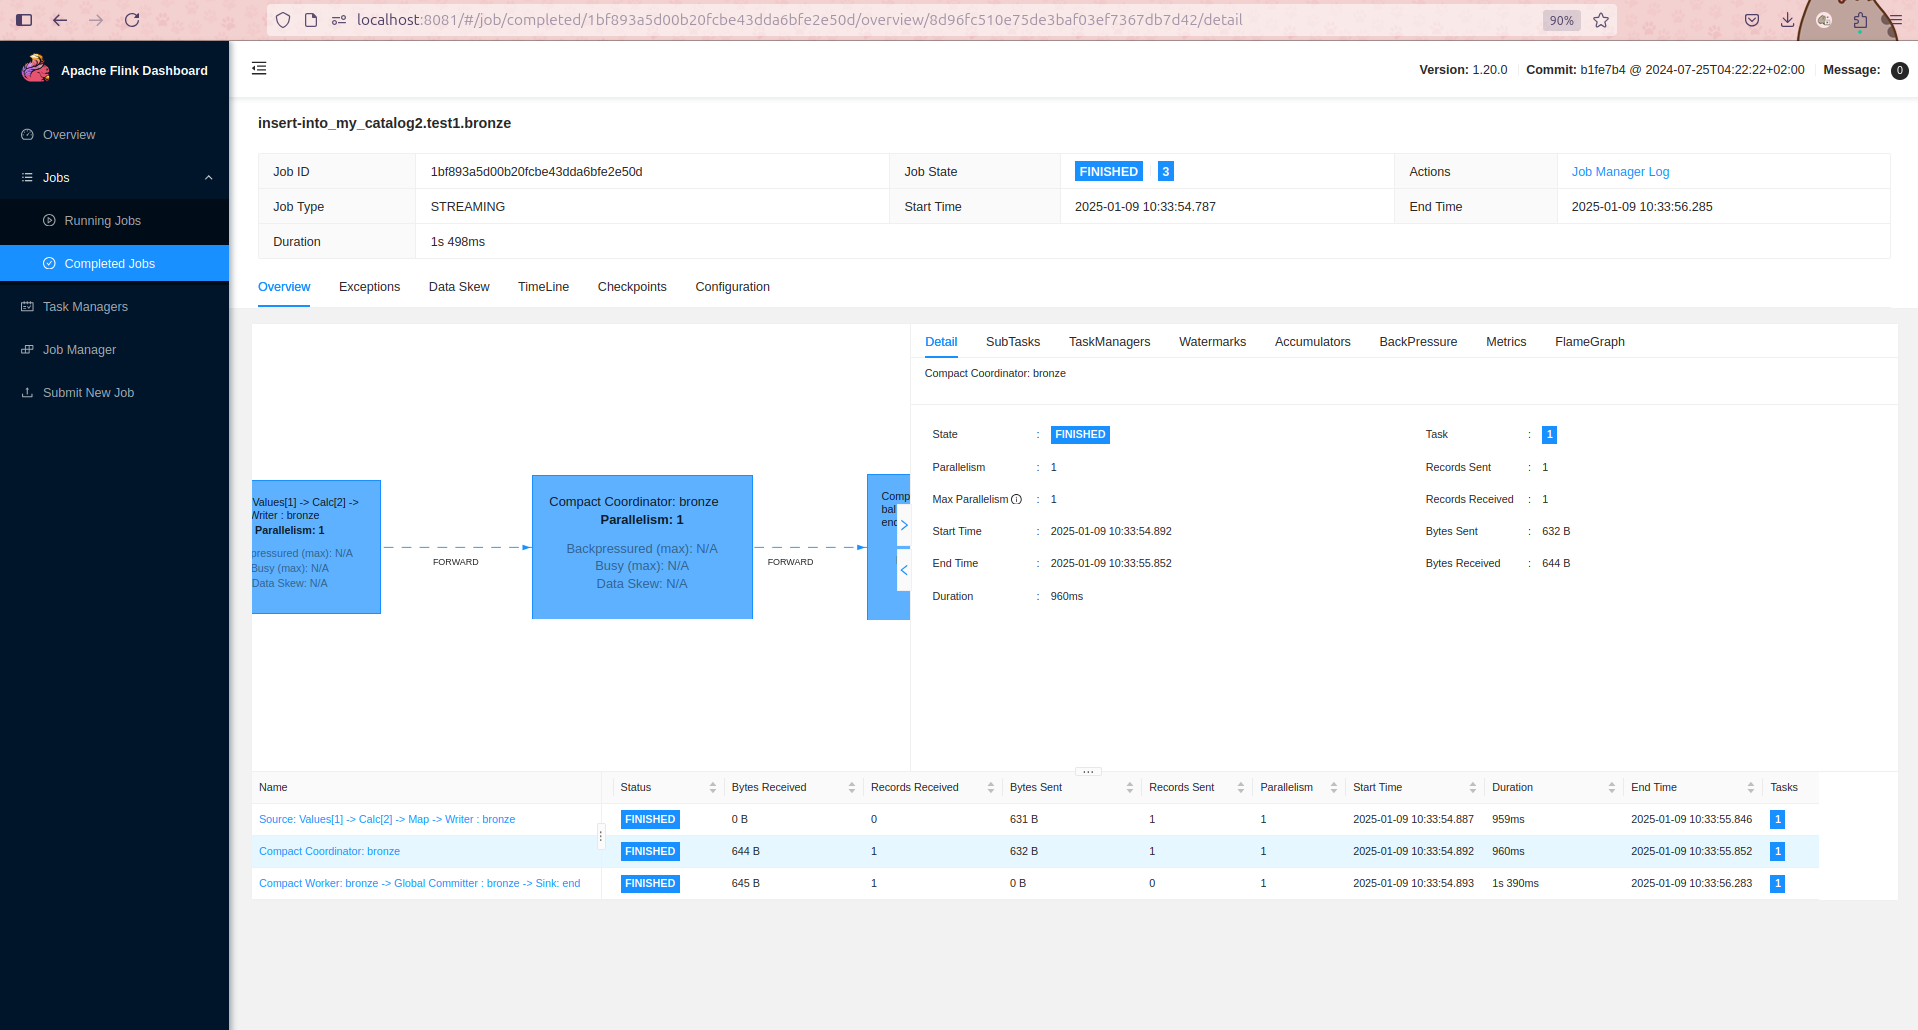 localhost:8081/#/job/completed/1bf893a5d00b20fcbe43dda6bfe2e50d/overview/8d96fc510e75de3baf03ef7367db7d42/detail
90%
Apache Flink Dashboard
Version: 1.20.0 Commit: b1fe7b4 @ 2024-07-25T04:22:22+02:00 Message: 0
Overview
Jobs
Running Jobs
Completed Jobs
Task Managers
Job Manager
Submit New Job
insert-into_my_catalog2.test1.bronze
Job ID 1bf893a5d00b20fcbe43dda6bfe2e50d Job State FINISHED 3 Actions Job Manager Log
Job Type STREAMING Start Time 2025-01-09 10:33:54.787 End Time 2025-01-09 10:33:56.285
Duration 1s 498ms
Overview Exceptions Data Skew TimeLine Checkpoints Configuration
Values[1] -> Calc[2] ->
Writer : bronze
Parallelism: 1
pressured (max): N/A
Busy (max): N/A
Data Skew: N/A
FORWARD
Compact Coordinator: bronze
Parallelism: 1
Backpressured (max): N/A
Busy (max): N/A
Data Skew: N/A
FORWARD
Comp
bal
end
Detail SubTasks TaskManagers Watermarks Accumulators BackPressure Metrics FlameGraph
Compact Coordinator: bronze
State : FINISHED Task : 1
Parallelism : 1 Records Sent : 1
Max Parallelism : 1 Records Received : 1
Start Time : 2025-01-09 10:33:54.892 Bytes Sent : 632 B
End Time : 2025-01-09 10:33:55.852 Bytes Received : 644 B
Duration : 960ms
Name Status Bytes Received Records Received Bytes Sent Records Sent Parallelism Start Time Duration End Time Tasks
Source: Values[1] -> Calc[2] -> Map -> Writer : bronze FINISHED 0 B 0 631 B 1 1 2025-01-09 10:33:54.887 959ms 2025-01-09 10:33:55.846 1
Compact Coordinator: bronze FINISHED 644 B 1 632 B 1 1 2025-01-09 10:33:54.892 960ms 2025-01-09 10:33:55.852 1
Compact Worker: bronze -> Global Committer : bronze -> Sink: end FINISHED 645 B 1 0 B 0 1 2025-01-09 10:33:54.893 1s 390ms 2025-01-09 10:33:56.283 1